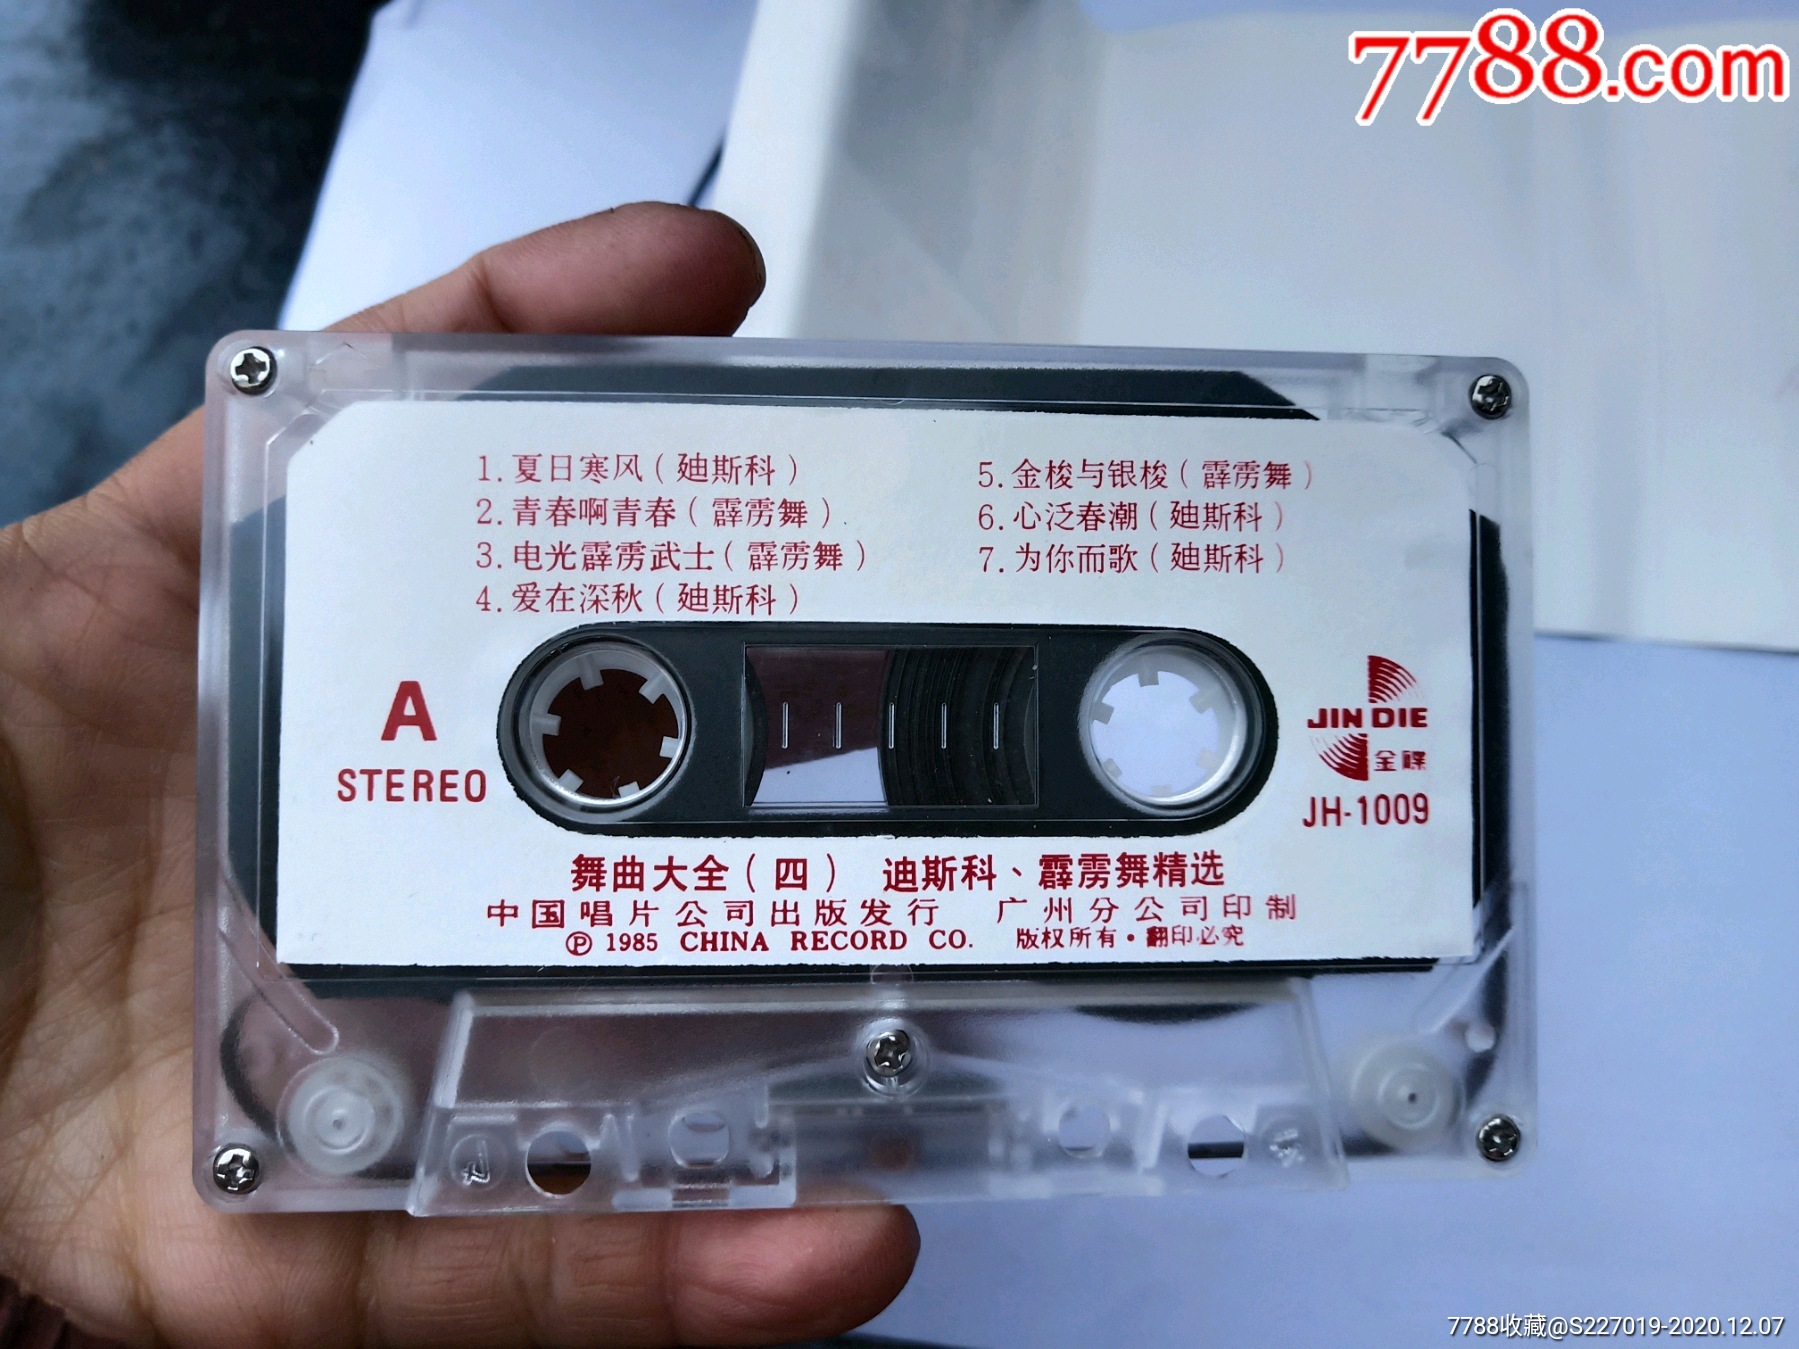 7788.com
1.夏日寒风(廸斯科)
2.青春啊青春(霹雳舞)
3.电光霹雳武士(霹雳舞)
4.爱在深秋(廸斯科)
5.金梭与银梭(霹雳舞)
6.心泛春潮(廸斯科)
7.为你而歌(廸斯科)
A
STEREO
JIN DIE
金碟
JH-1009
舞曲大全(四) 迪斯科、霹雳舞精选
中国唱片公司出版发行 广州分公司印制
Ⓟ 1985 CHINA RECORD CO. 版权所有·翻印必究
7788收藏@S227019-2020.12.07